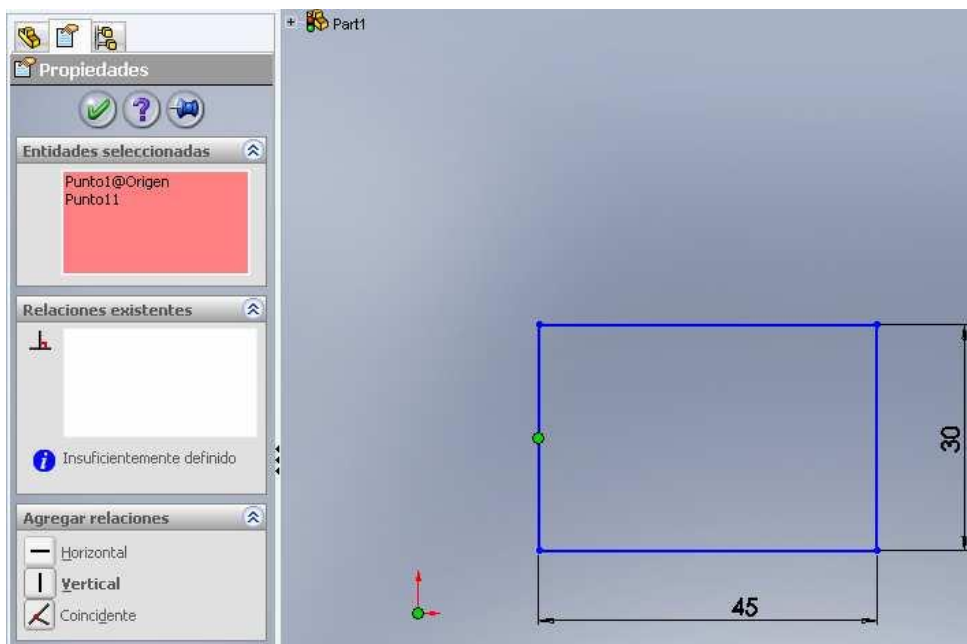 Part1
Propiedades
?
Entidades seleccionadas
Punto1@Origen
Punto11
Relaciones existentes
i Insuficientemente definido
Agregar relaciones
Horizontal
Vertical
Coincidente
30
45